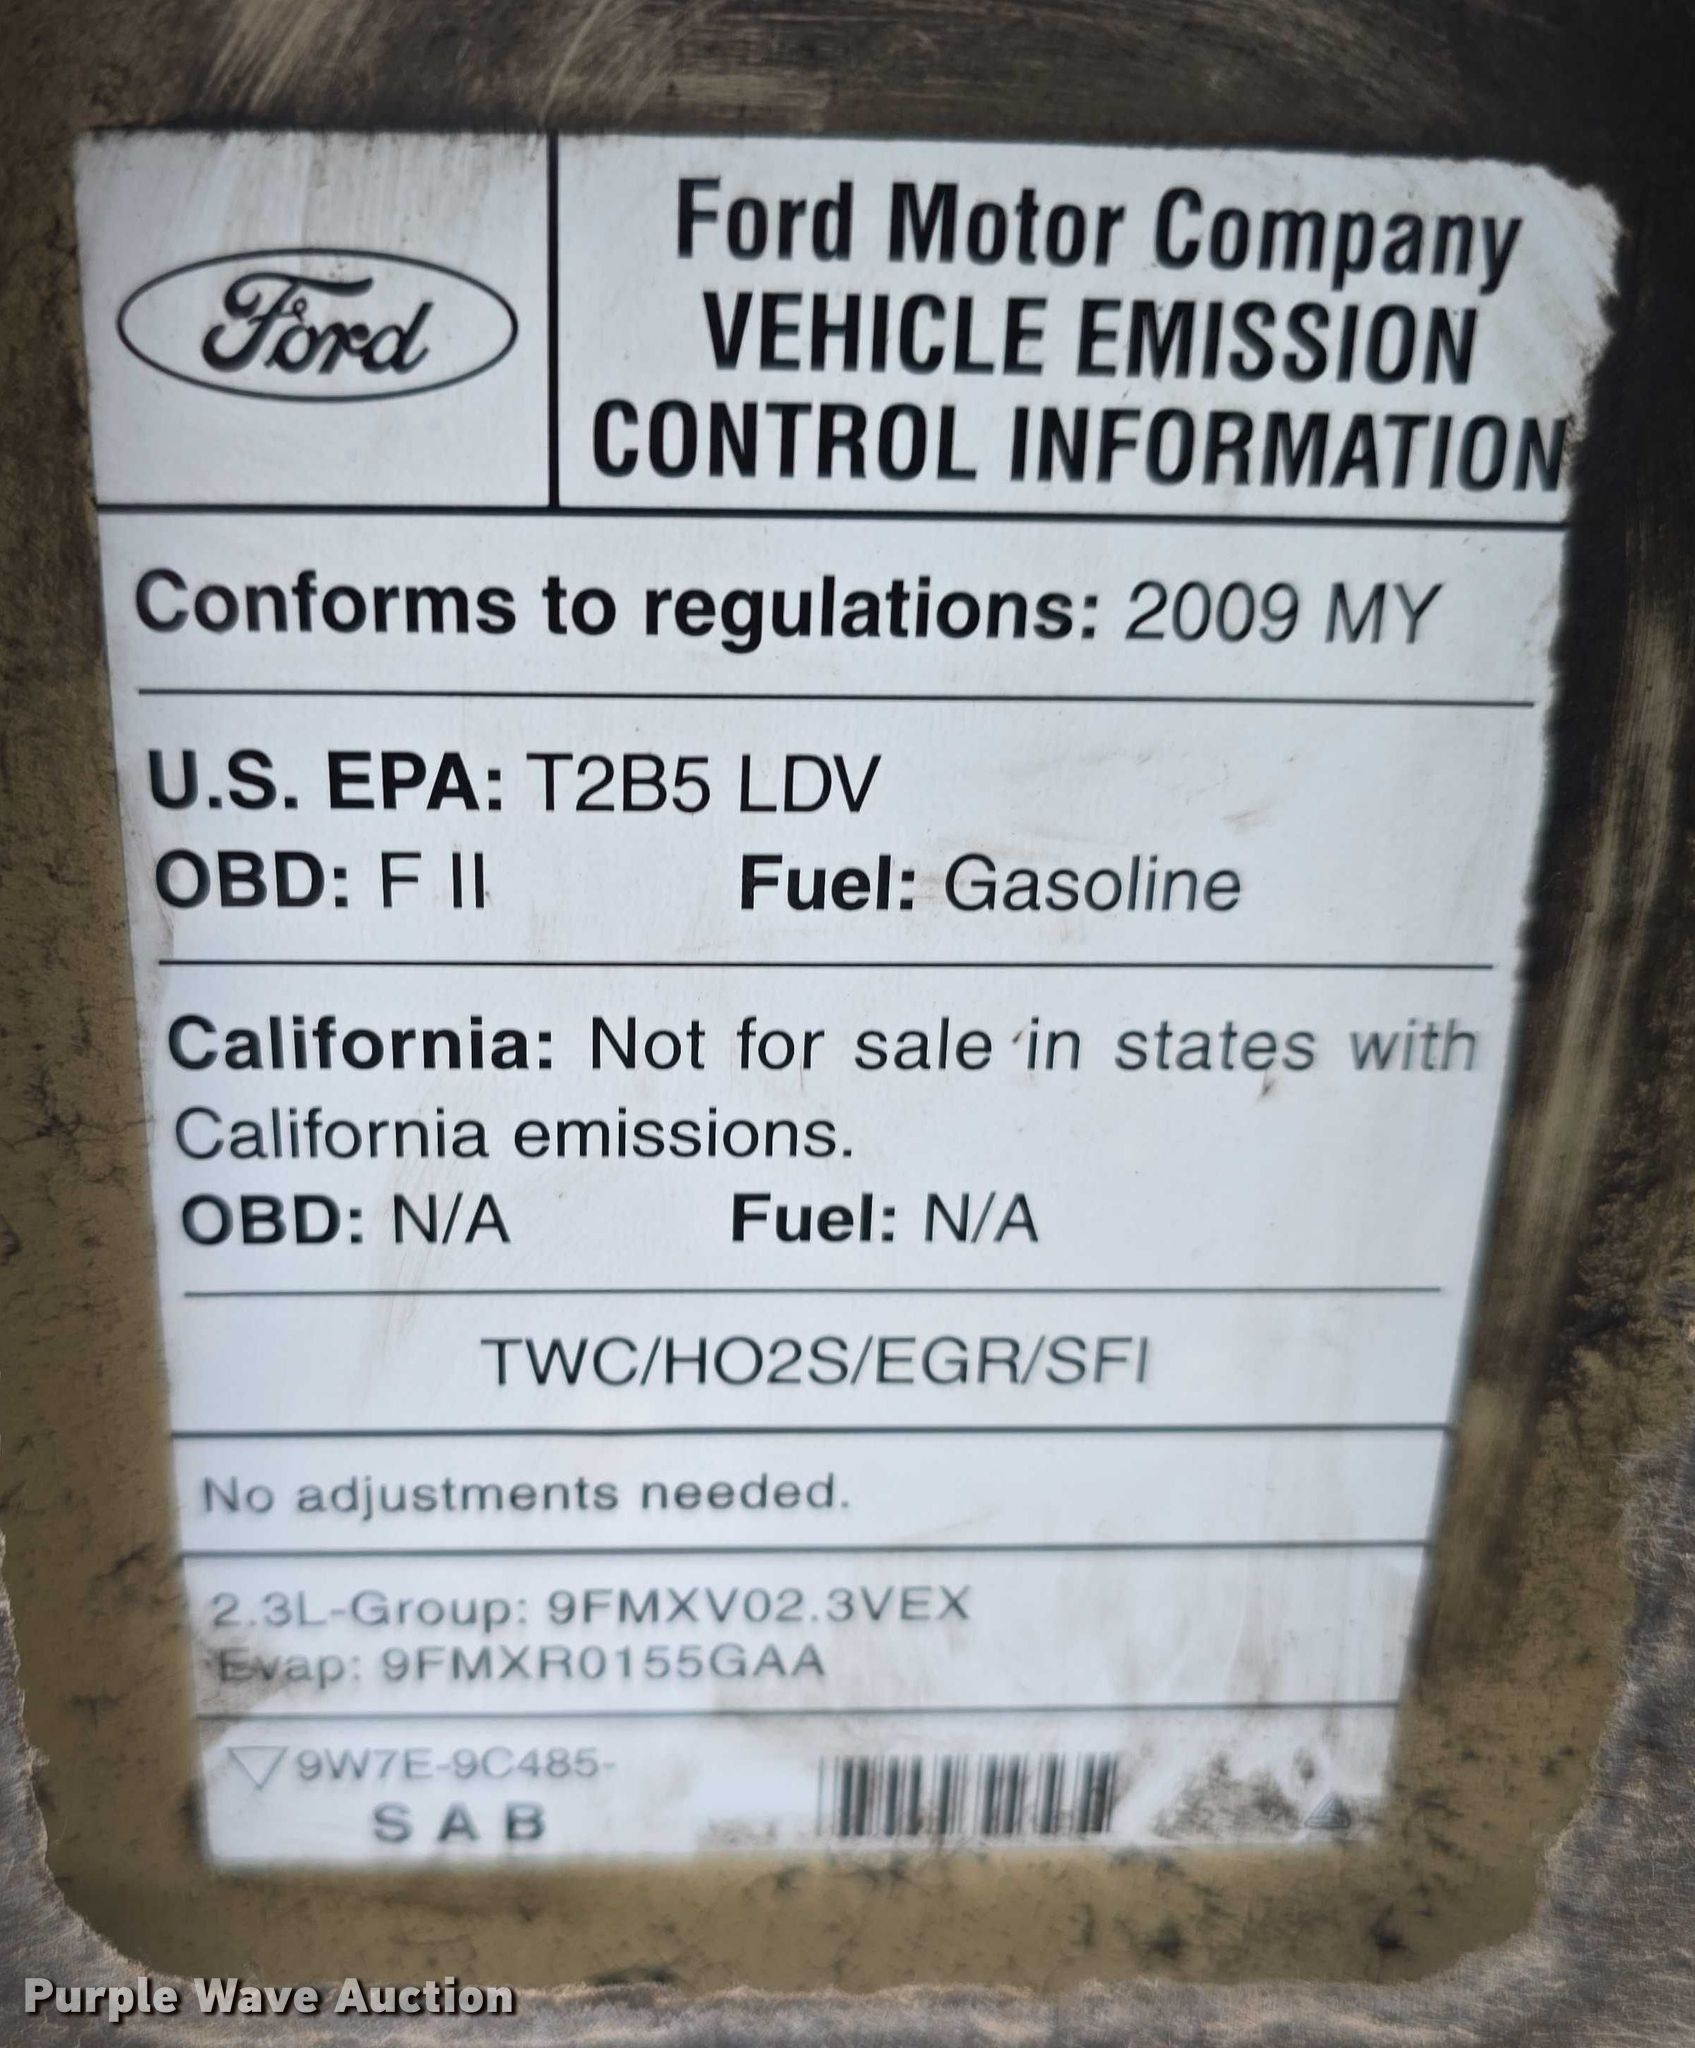 Ford
Ford Motor Company
VEHICLE EMISSION
CONTROL INFORMATION
Conforms to regulations: 2009 MY
U.S. EPA: T2B5 LDV
OBD: F II Fuel: Gasoline
California: Not for sale in states with
California emissions.
OBD: N/A Fuel: N/A
TWC/HO2S/EGR/SFI
No adjustments needed.
2.3L-Group: 9FMXV02.3VEX
Evap: 9FMXR0155GAA
9W7E-9C485-
S A B
Purple Wave Auction